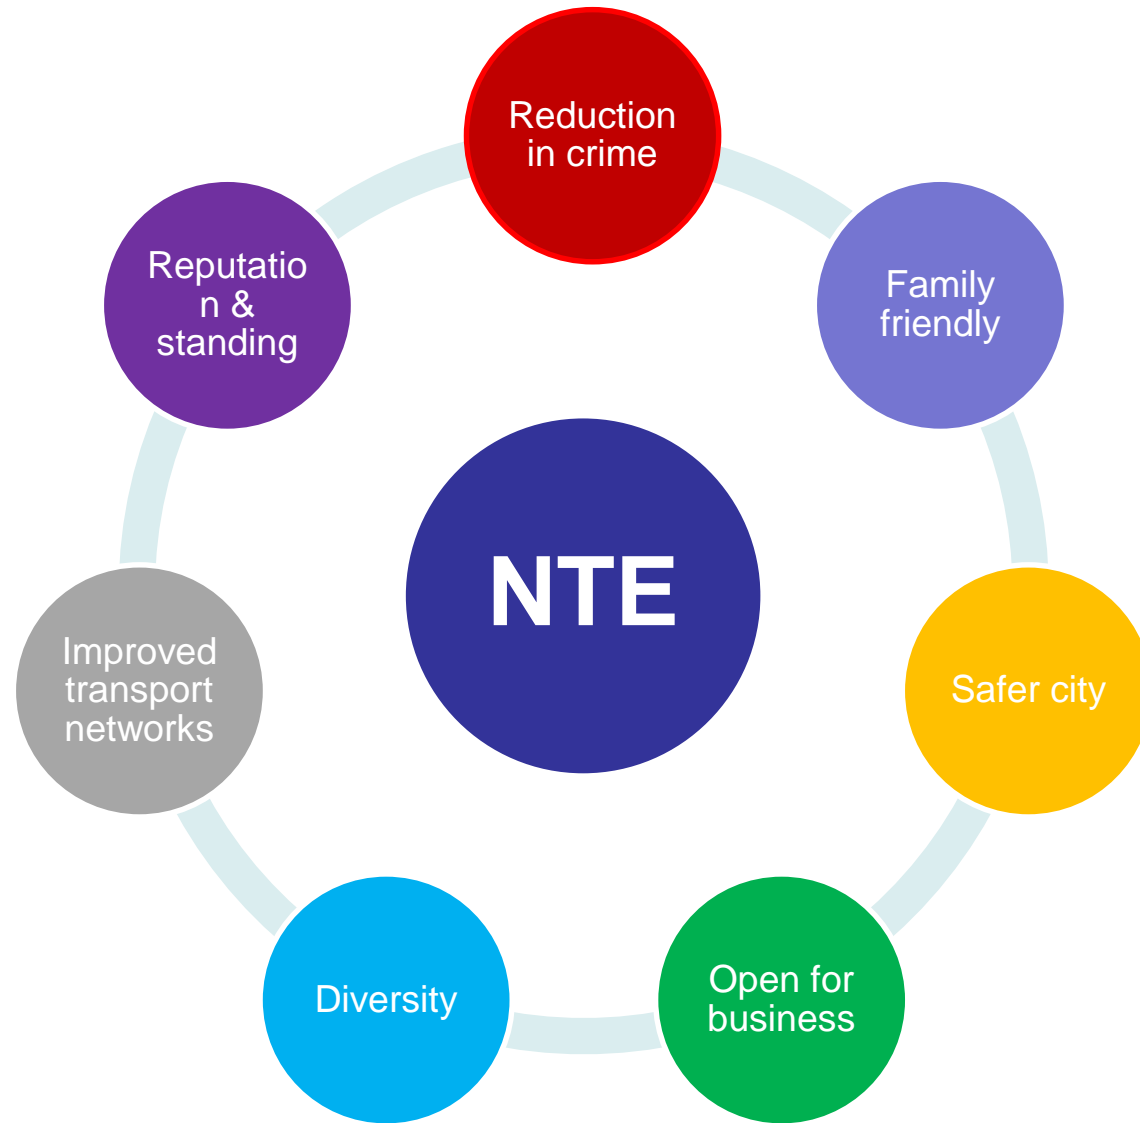 Reduction
in crime
Family
friendly
Safer city
Open for
business
Diversity
Improved
transport
networks
Reputatio
n &
standing
NTE